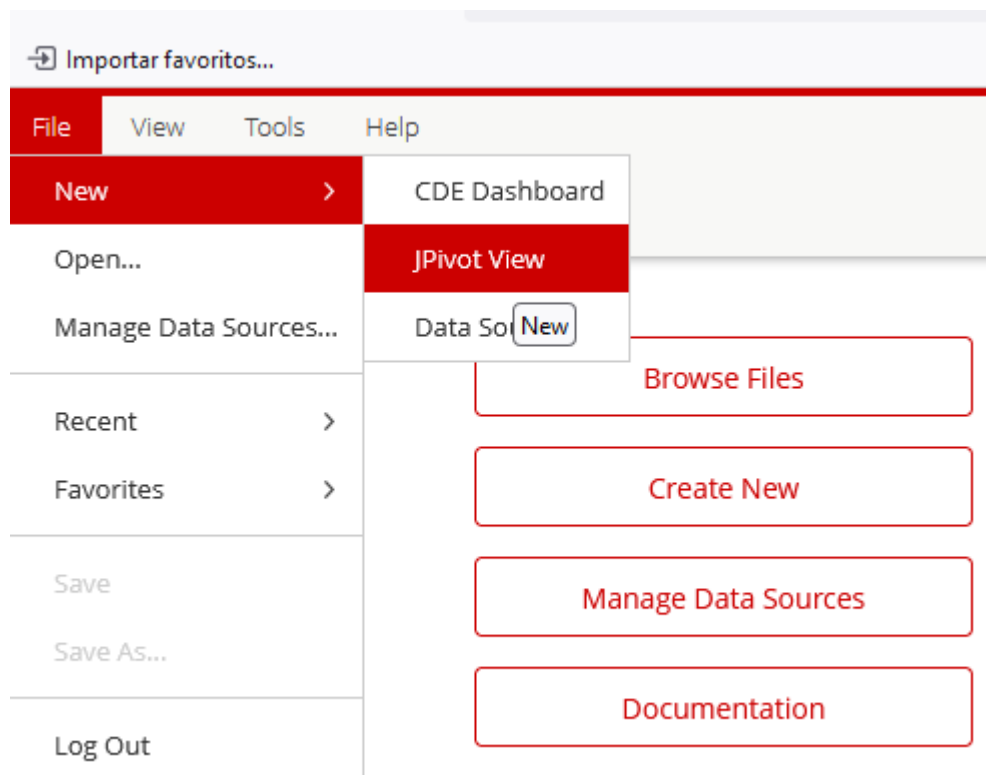 Importar favoritos...
File View Tools Help
New
Open...
Manage Data Sources...
Recent
Favorites
Save
Save As...
Log Out
CDE Dashboard
JPivot View
Data
New
Browse Files
Create New
Manage Data Sources
Documentation